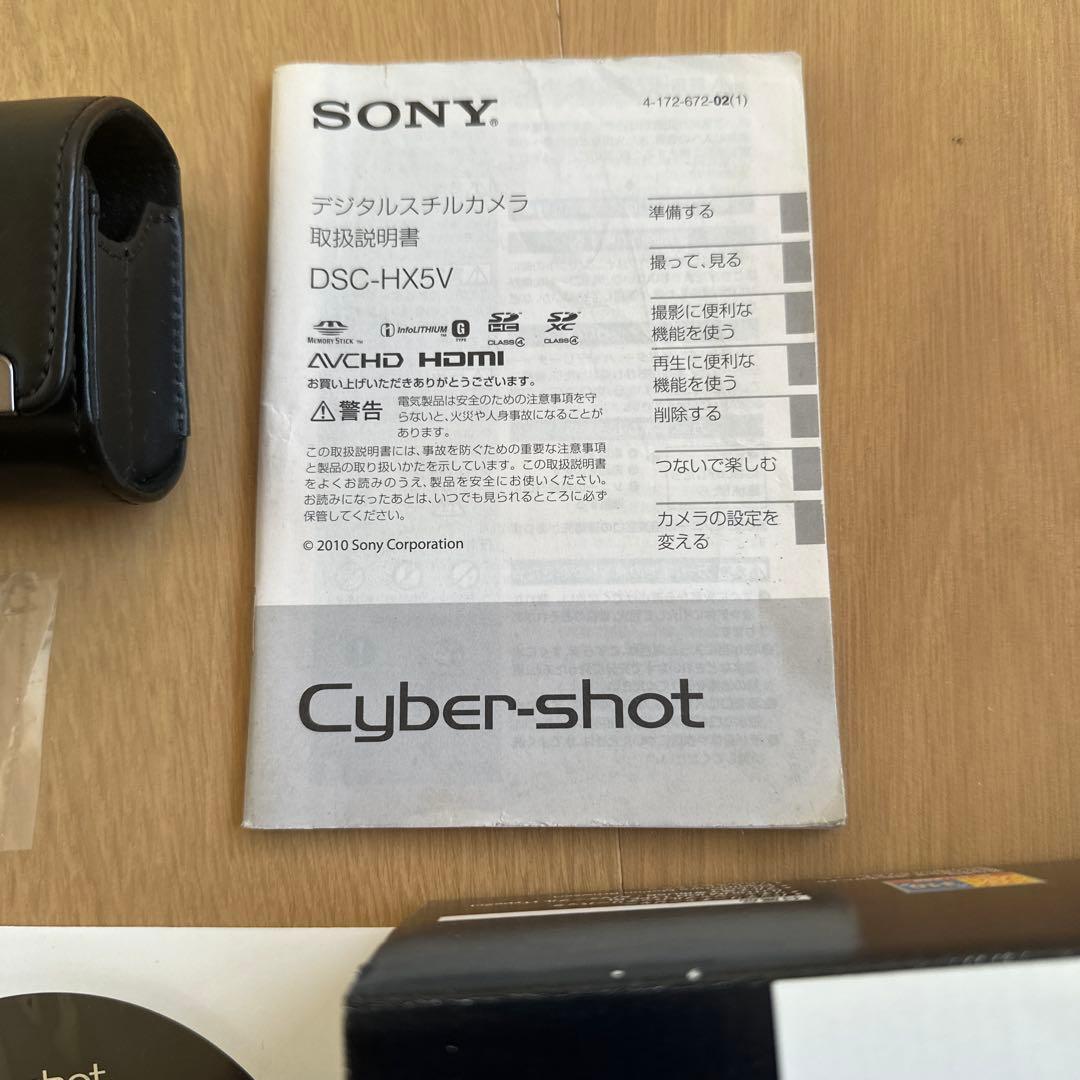 SONY®
4-172-672-02(1)
デジタルスチルカメラ
取扱説明書
DSC-HX5V
MEMORY STICK ™
InfoLITHIUM ™ G TYPE
SD HC ™ CLASS④
SD XC ™ CLASS④
AVCHD HDMI
お買い上げいただきありがとうございます。
警告
電気製品は安全のための注意事項を守
らないと、火災や人身事故になることが
あります。
この取扱説明書には、事故を防ぐための重要な注意事項
と製品の取り扱いかたを示しています。この取扱説明書
をよくお読みのうえ、製品を安全にお使いください。
お読みになったあとは、いつでも見られるところに必ず
保管してください。
© 2010 Sony Corporation
準備する
撮って、見る
撮影に便利な
機能を使う
再生に便利な
機能を使う
削除する
つないで楽しむ
カメラの設定を
変える
Cyber-shot
shot